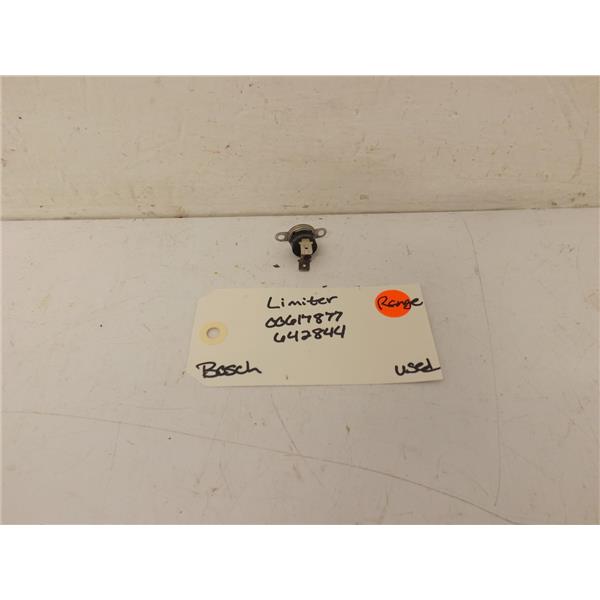 Limiter
Range
00617877
642844
Bosch
used